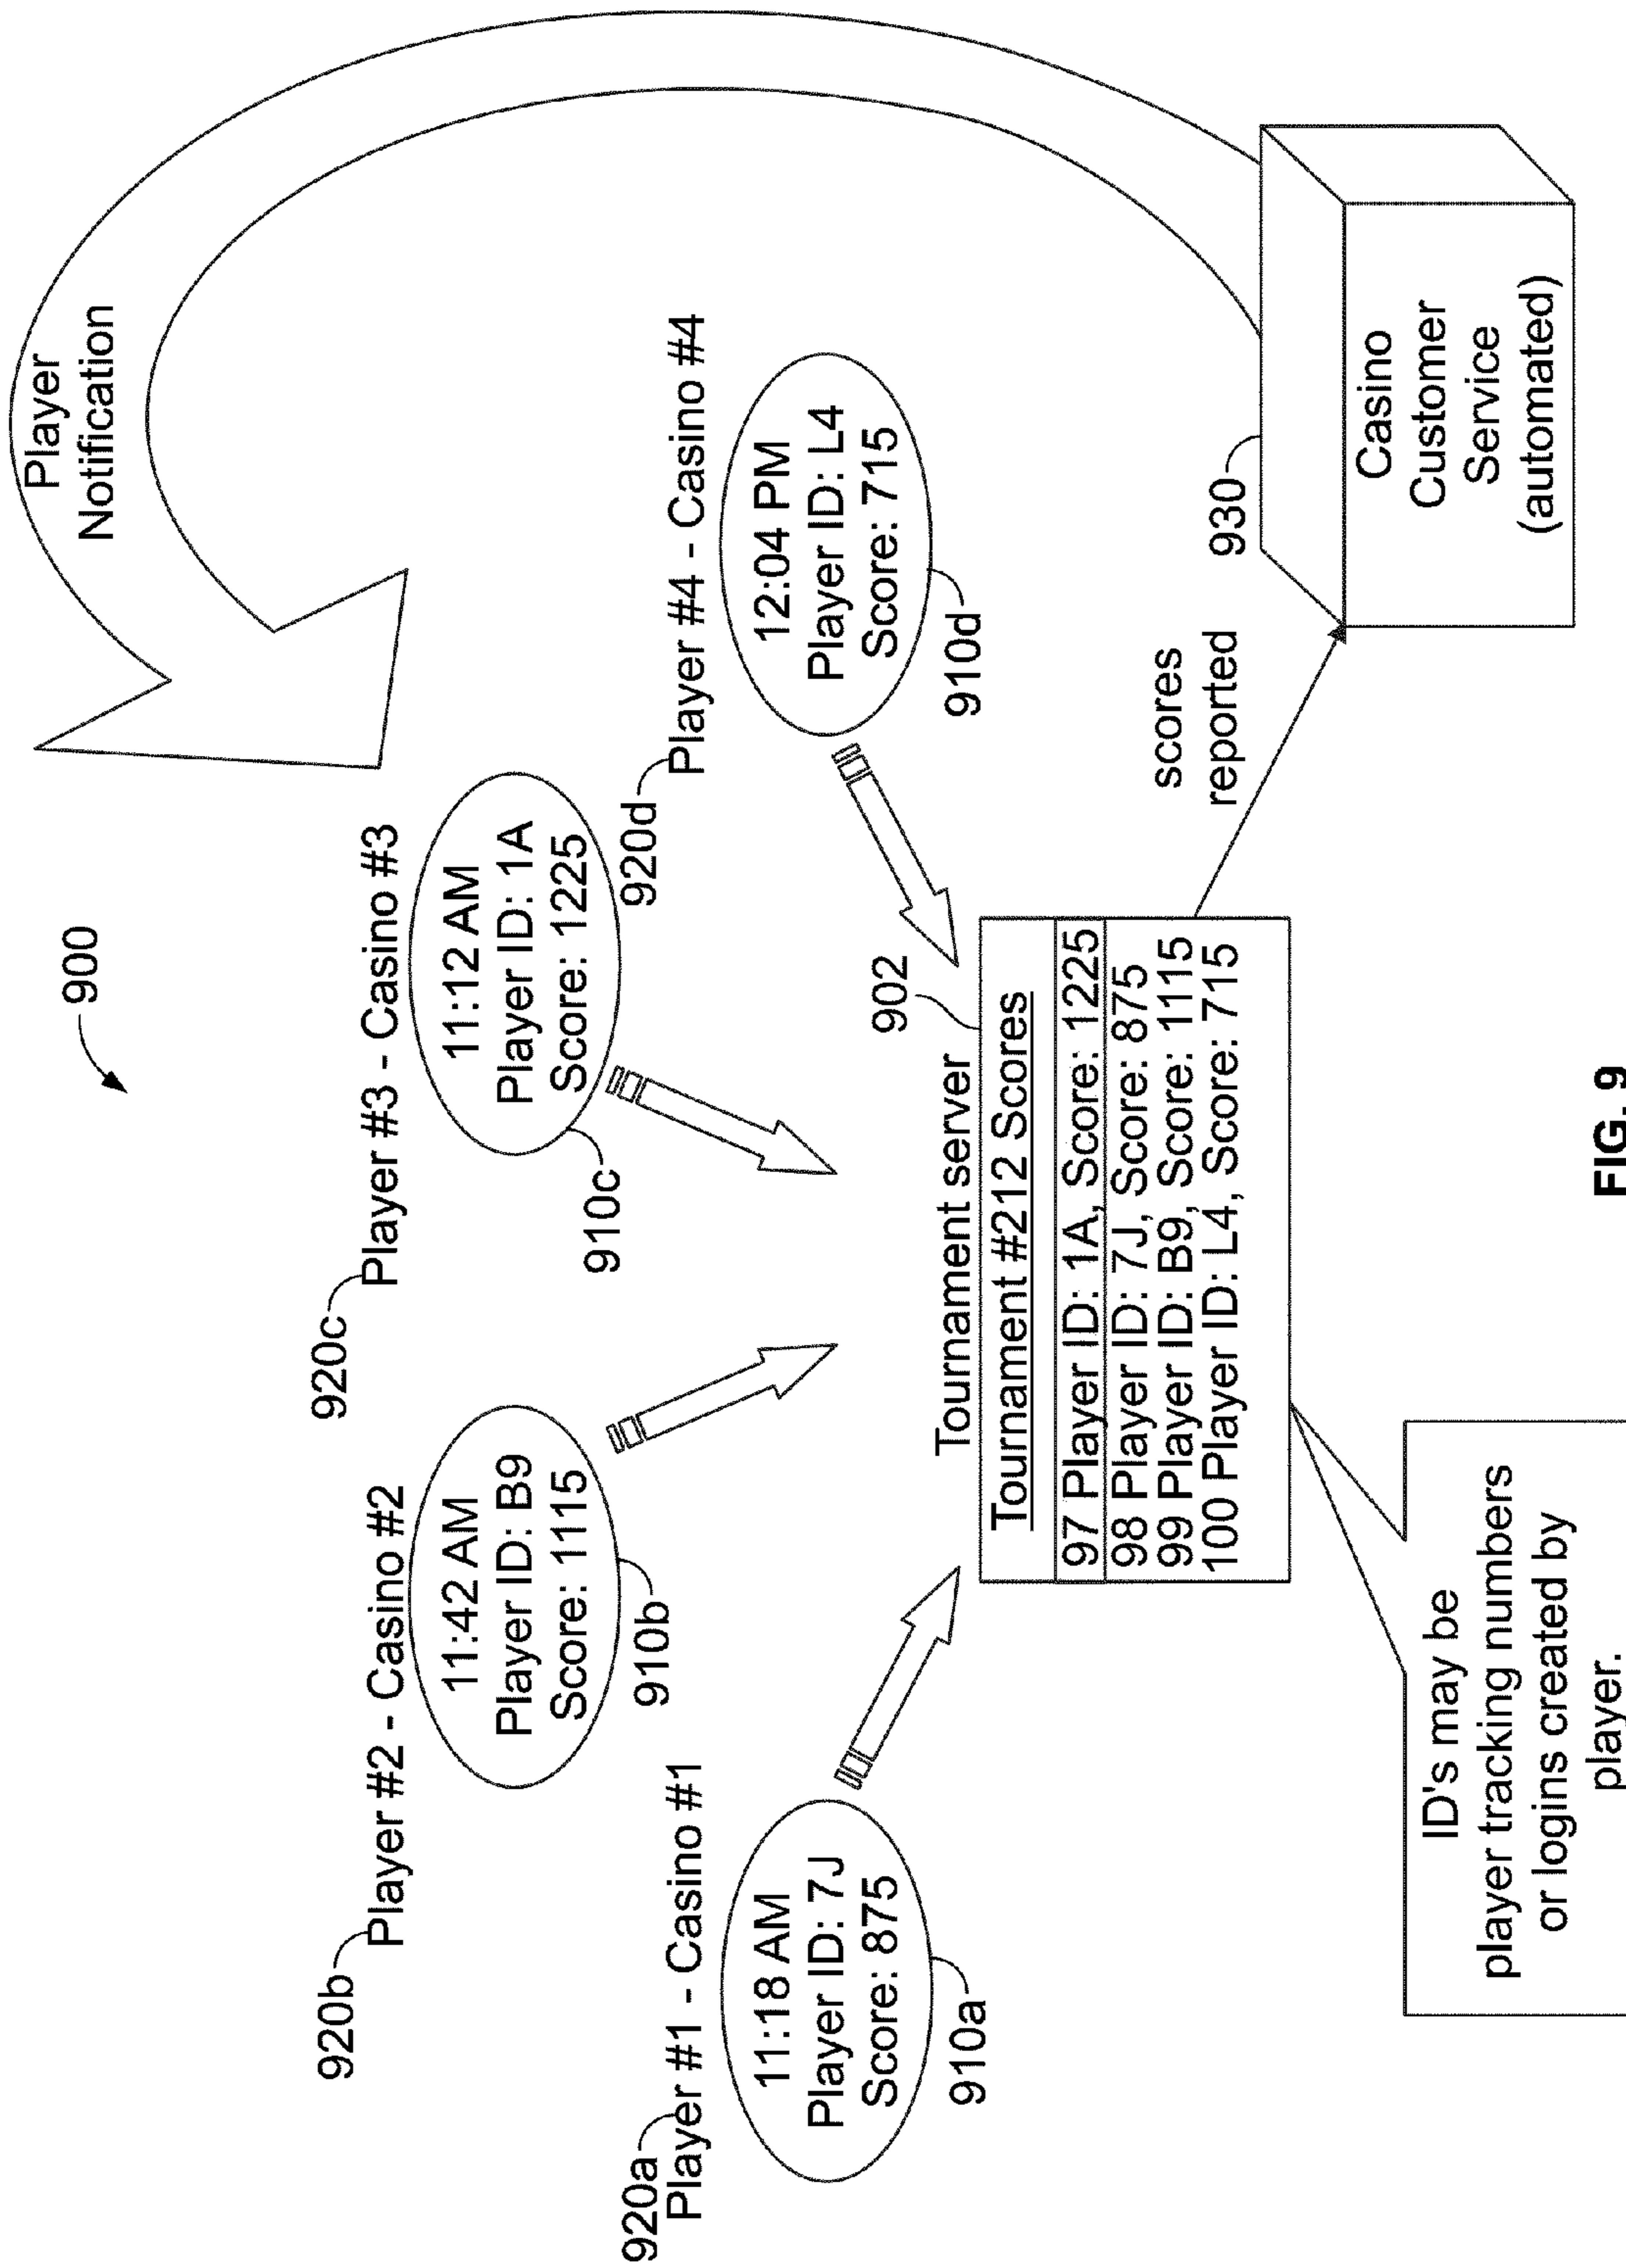 900
Player
Notification
920b
Player #2 - Casino #2
11:42 AM
Player ID: B9
Score: 1115
910b
920c
Player #3 - Casino #3
11:12 AM
Player ID: 1A
Score: 1225
910c
920a
Player #1 - Casino #1
11:18 AM
Player ID: 7J
Score: 875
910a
920d
Player #4 - Casino #4
12:04 PM
Player ID: L4
Score: 715
910d
Tournament server
902
Tournament #212 Scores
97 Player ID: 1A, Score: 1225
98 Player ID: 7J, Score: 875
99 Player ID: B9, Score: 1115
100 Player ID: L4, Score: 715
scores
reported
930
Casino
Customer
Service
(automated)
ID's may be
player tracking numbers
or logins created by
player.
FIG. 9